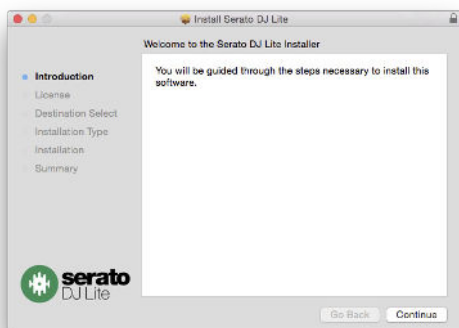 Install Serato DJ Lite
Welcome to the Serato DJ Lite Installer
Introduction
License
Destination Select
Installation Type
Installation
Summary
You will be guided through the steps necessary to install this
software.
serato
DJ Lite
Go Back
Continue